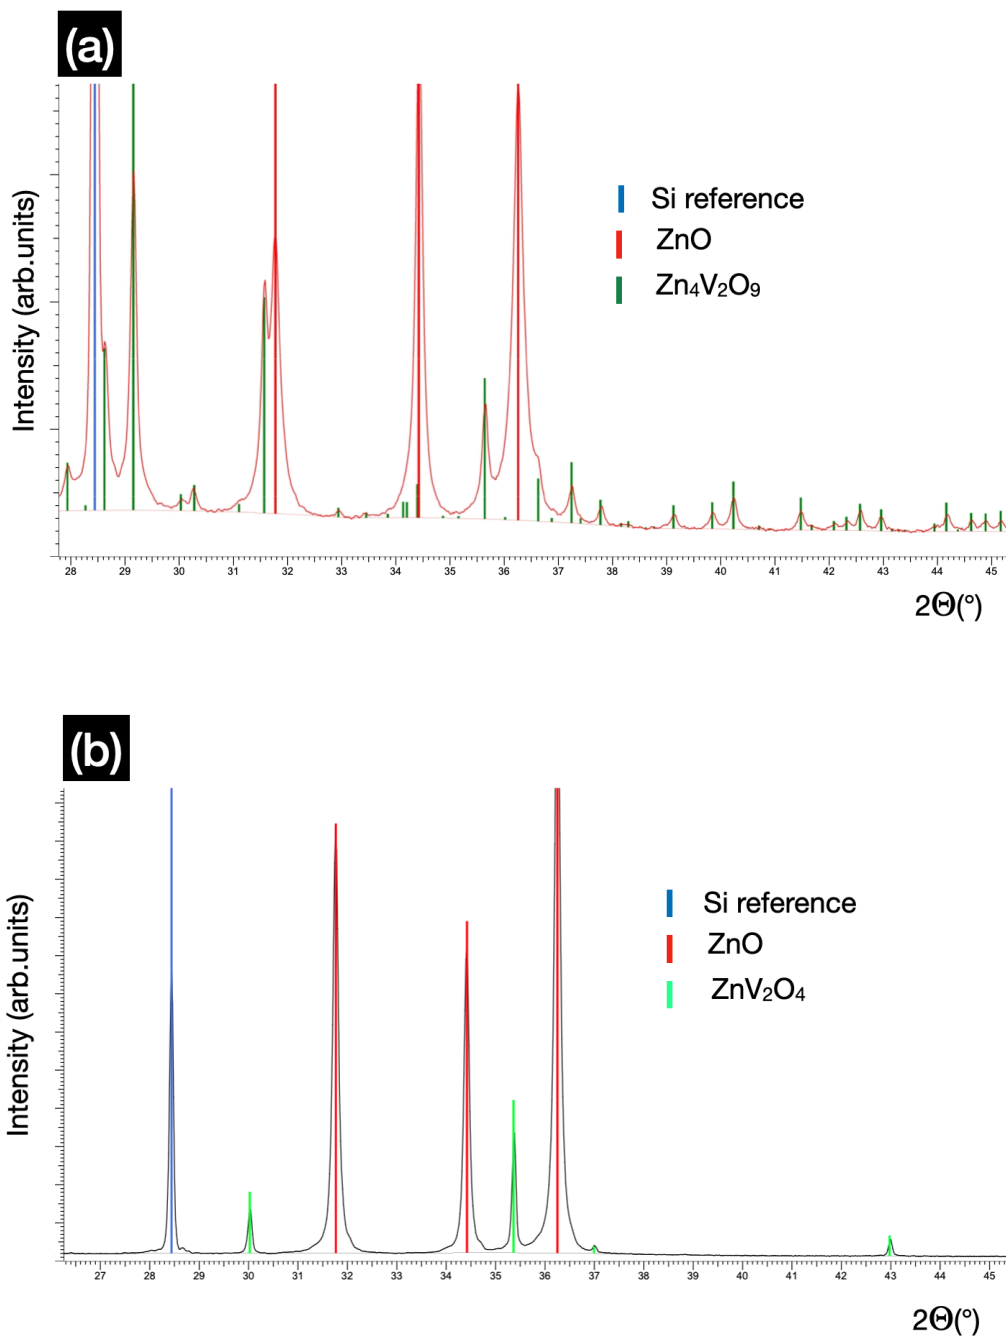 (a)
Intensity (arb.units)
Si reference
ZnO
Zn₄V₂O₉
28 29 30 31 32 33 34 35 36 37 38 39 40 41 42 43 44 45
2Θ(°)
(b)
Intensity (arb.units)
Si reference
ZnO
ZnV₂O₄
27 28 29 30 31 32 33 34 35 36 37 38 39 40 41 42 43 44 45
2Θ(°)